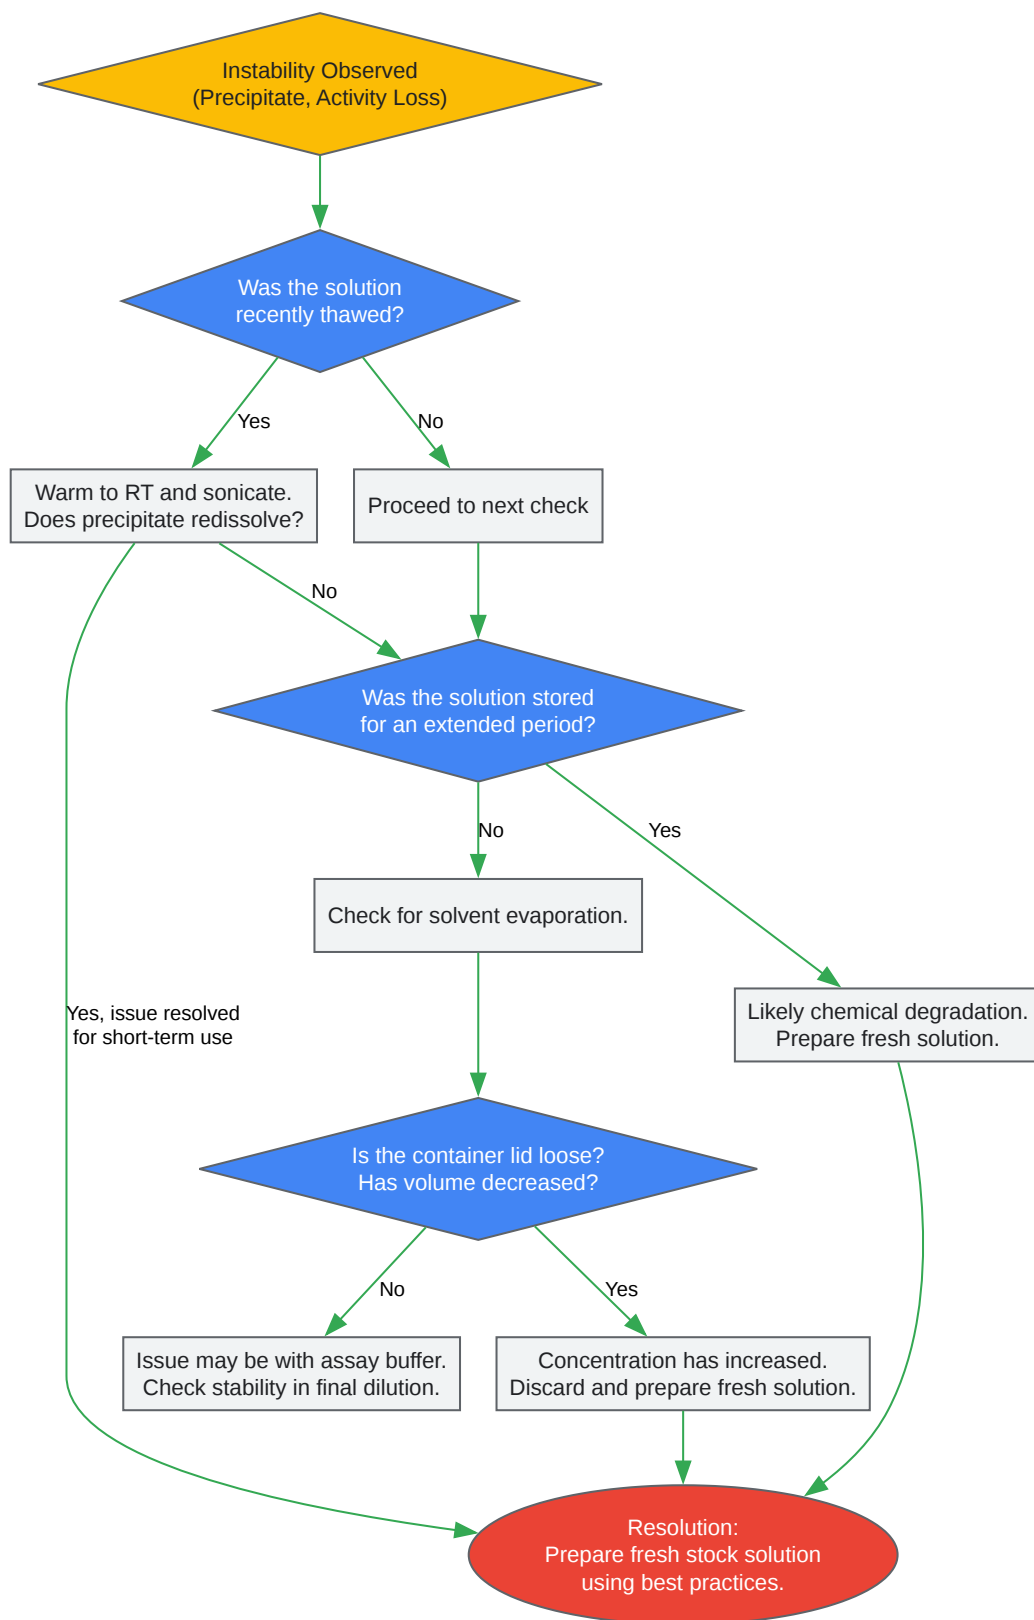 Instability Observed
(Precipitate, Activity Loss)
Was the solution
recently thawed?
Yes
No
Warm to RT and sonicate.
Does precipitate redissolve?
Proceed to next check
No
Was the solution stored
for an extended period?
No
Yes
Check for solvent evaporation.
Yes, issue resolved
for short-term use
Likely chemical degradation.
Prepare fresh solution.
Is the container lid loose?
Has volume decreased?
No
Yes
Issue may be with assay buffer.
Check stability in final dilution.
Concentration has increased.
Discard and prepare fresh solution.
Resolution:
Prepare fresh stock solution
using best practices.